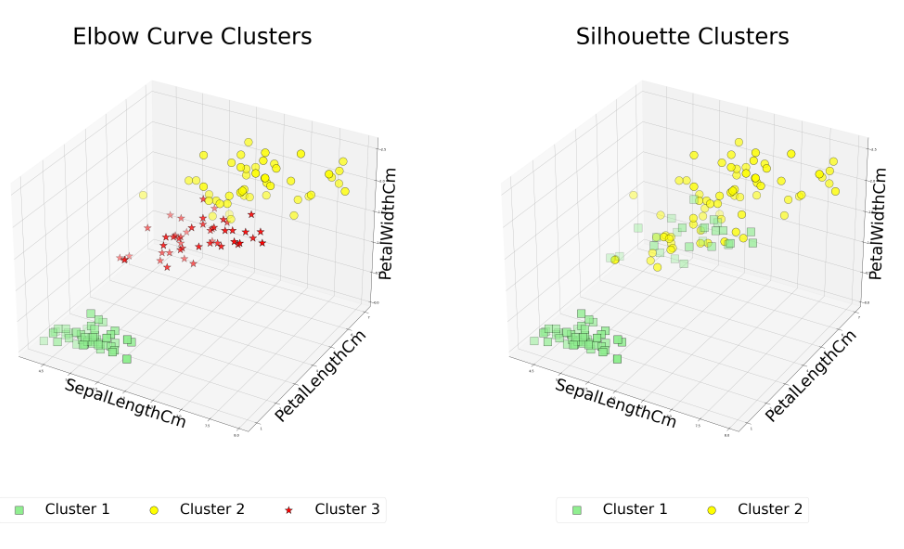 Elbow Curve Clusters
Silhouette Clusters
PetalWidthCm
PetalLengthCm
SepalLengthCm
PetalWidthCm
PetalLengthCm
SepalLengthCm
Cluster 1
Cluster 2
Cluster 3
Cluster 1
Cluster 2